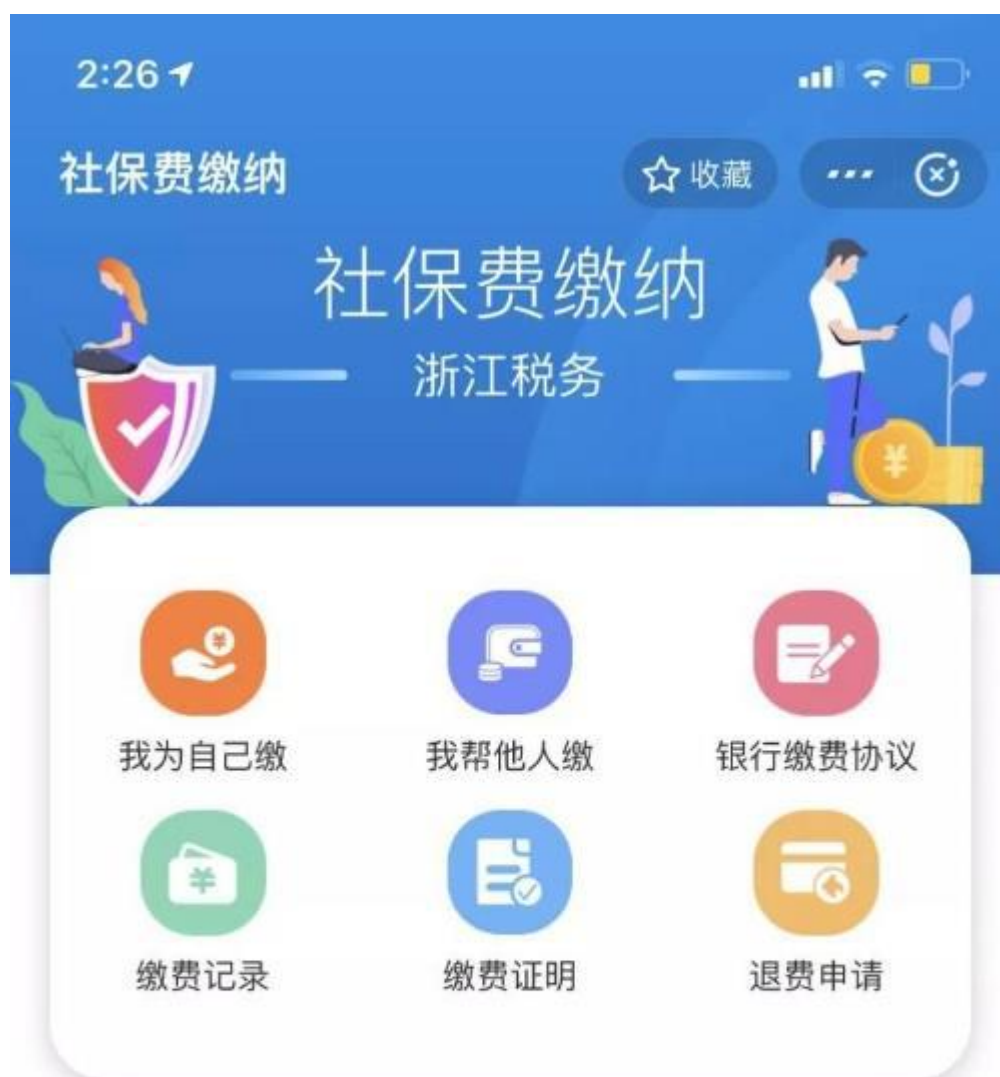 2:26
社保费缴纳
收藏
社保费缴纳
浙江税务
我为自己缴
我帮他人缴
银行缴费协议
缴费记录
缴费证明
退费申请